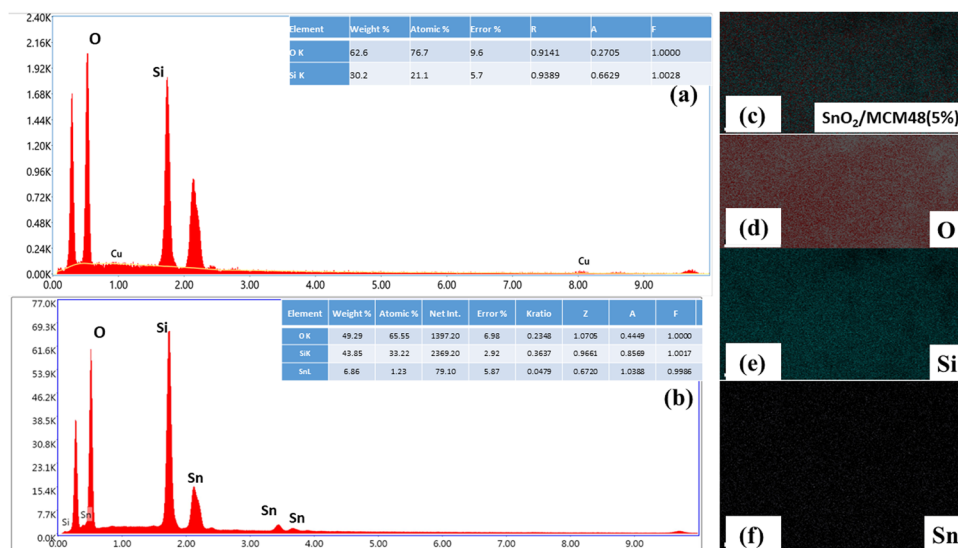 2.40K
2.16K
1.92K
1.68K
1.44K
1.20K
0.96K
0.72K
0.48K
0.24K
0.00K
0.00 1.00 2.00 3.00 4.00 5.00 6.00 7.00 8.00 9.00
O
Si
Cu
Cu
Element Weight % Atomic % Error % R A F
O K 62.6 76.7 9.6 0.9141 0.2705 1.0000
Si K 30.2 21.1 5.7 0.9389 0.6629 1.0028
(a)
77.0K
69.3K
61.6K
53.9K
46.2K
38.5K
30.8K
23.1K
15.4K
7.7K
0.00
0.00 1.00 2.00 3.00 4.00 5.00 6.00 7.00 8.00 9.00
Si
Sn
O
Si
Sn
Sn
Sn
Element Weight % Atomic % Net Int. Error % Kratio Z A F
O K 49.29 65.55 1397.20 6.98 0.2348 1.0705 0.4449 1.0000
SiK 43.85 33.22 2369.20 2.92 0.3637 0.9661 0.8569 1.0017
SnL 6.86 1.23 79.10 5.87 0.0479 0.6720 1.0388 0.9986
(b)
(c) SnO₂/MCM48(5%)
(d) O
(e) Si
(f) Sn